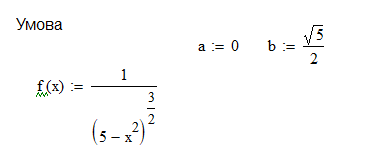 Умова
a := 0   b := √5/2
f(x) := 1/(5 − x²)^(3/2)